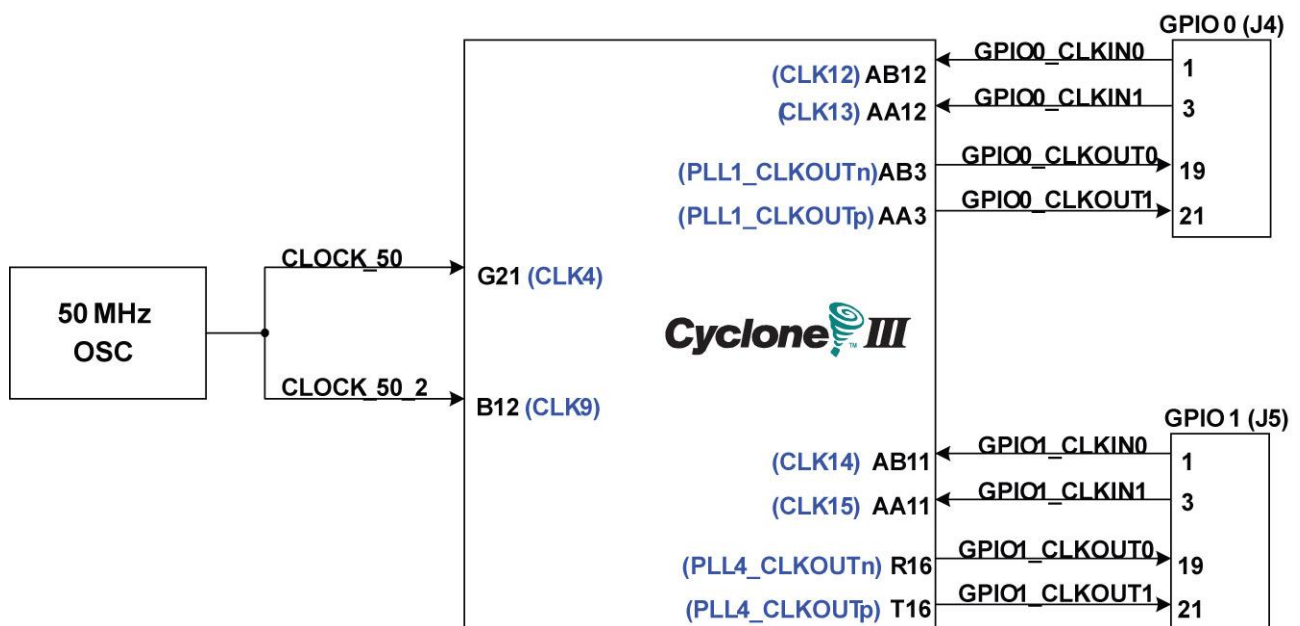 GPIO 0 (J4)
GPIO0_CLKIN0
(CLK12) AB12
1
GPIO0_CLKIN1
(CLK13) AA12
3
GPIO0_CLKOUT0
(PLL1_CLKOUTn) AB3
19
GPIO0_CLKOUT1
(PLL1_CLKOUTp) AA3
21
50 MHz
OSC
CLOCK_50
G21 (CLK4)
CLOCK_50_2
B12 (CLK9)
Cyclone III
TM
GPIO 1 (J5)
GPIO1_CLKIN0
(CLK14) AB11
1
GPIO1_CLKIN1
(CLK15) AA11
3
GPIO1_CLKOUT0
(PLL4_CLKOUTn) R16
19
GPIO1_CLKOUT1
(PLL4_CLKOUTp) T16
21